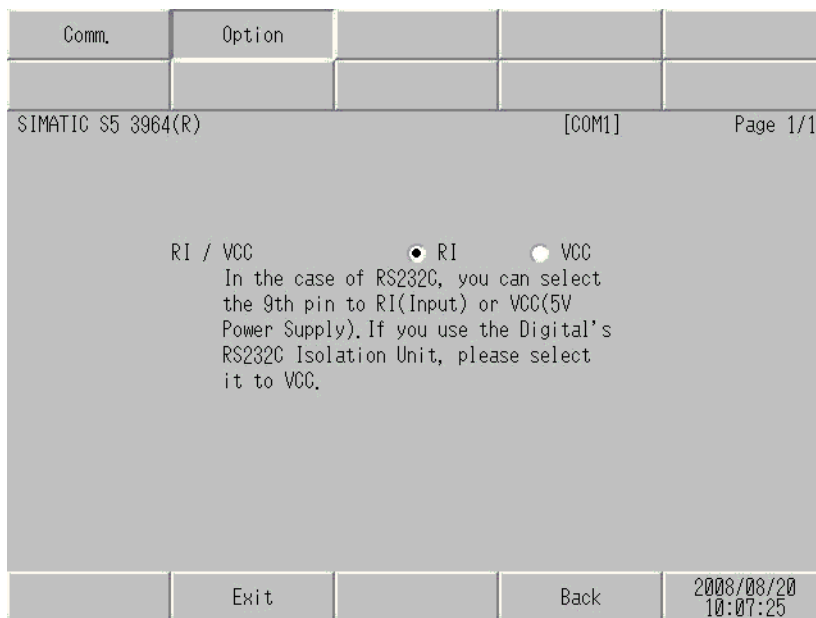 Comm. Option
SIMATIC S5 3964(R) [COM1] Page 1/1
RI / VCC RI VCC
In the case of RS232C, you can select
the 9th pin to RI(Input) or VCC(5V
Power Supply).If you use the Digital's
RS232C Isolation Unit, please select
it to VCC.
Exit Back 2008/08/20
10:07:25